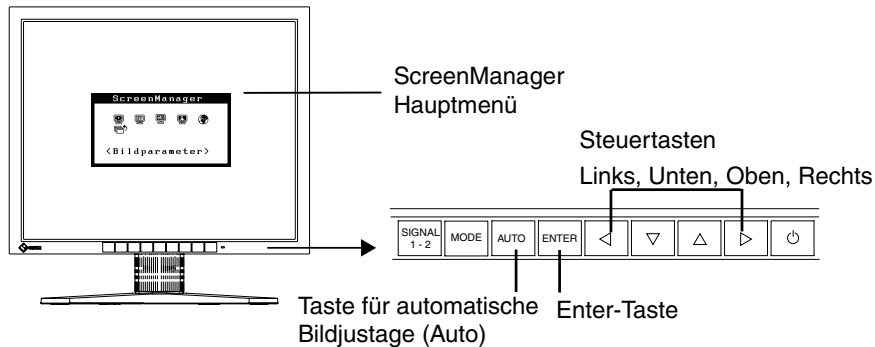 ScreenManager
<Bildparameter>
ScreenManager
Hauptmenü
Steuertasten
Links, Unten, Oben, Rechts
SIGNAL
1 - 2
MODE
AUTO
ENTER
Taste für automatische
Bildjustage (Auto)
Enter-Taste